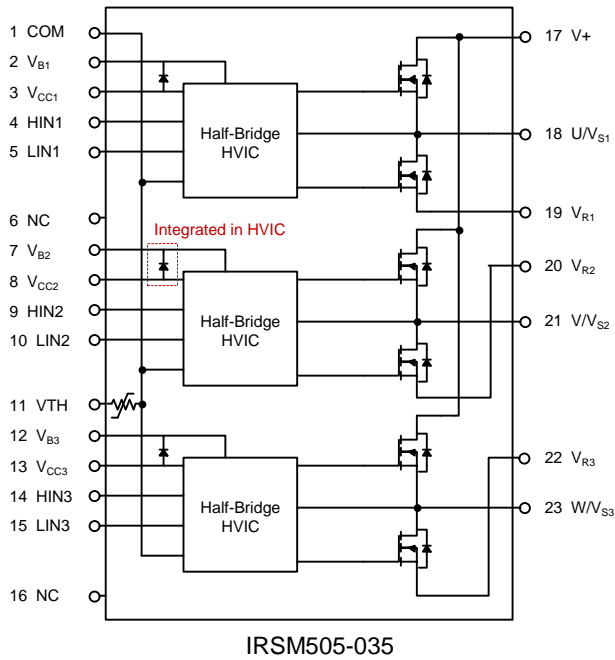 1 COM
2 VB1
3 VCC1
4 HIN1
5 LIN1
6 NC
7 VB2
8 VCC2
9 HIN2
10 LIN2
11 VTH
12 VB3
13 VCC3
14 HIN3
15 LIN3
16 NC
Half-Bridge
HVIC
Integrated in HVIC
Half-Bridge
HVIC
Half-Bridge
HVIC
17 V+
18 U/VS1
19 VR1
20 VR2
21 V/VS2
22 VR3
23 W/VS3
IRSM505-035